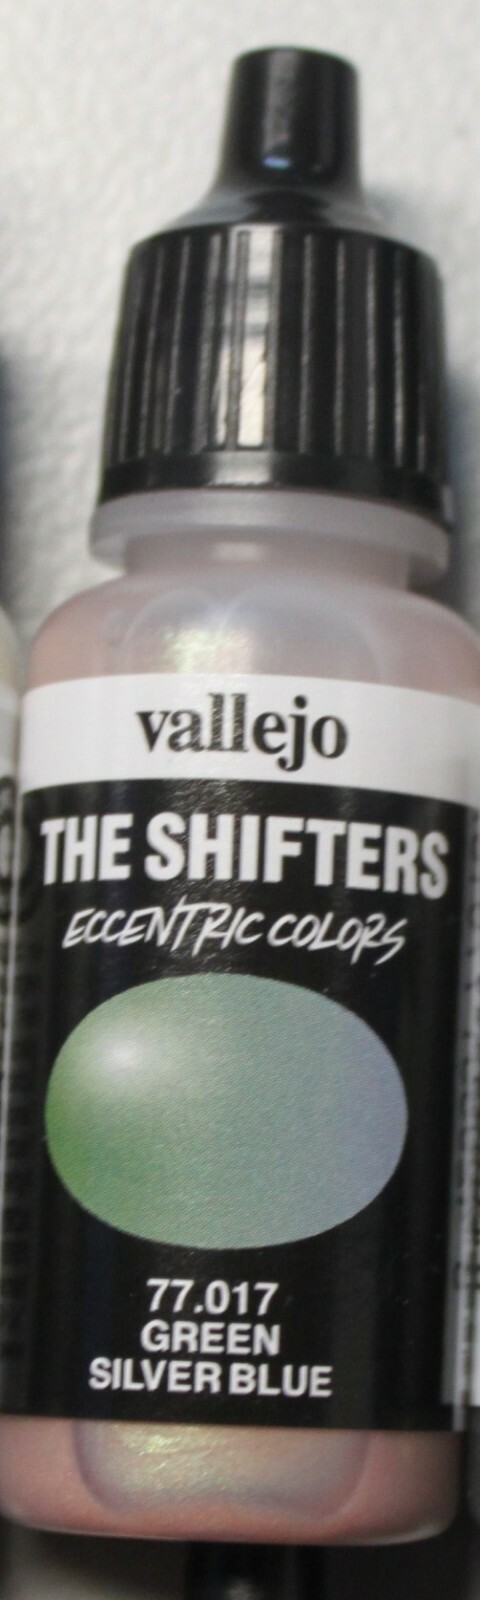 vallejo
THE SHIFTERS
ECCENTRIC COLORS
77.017
GREEN
SILVER BLUE